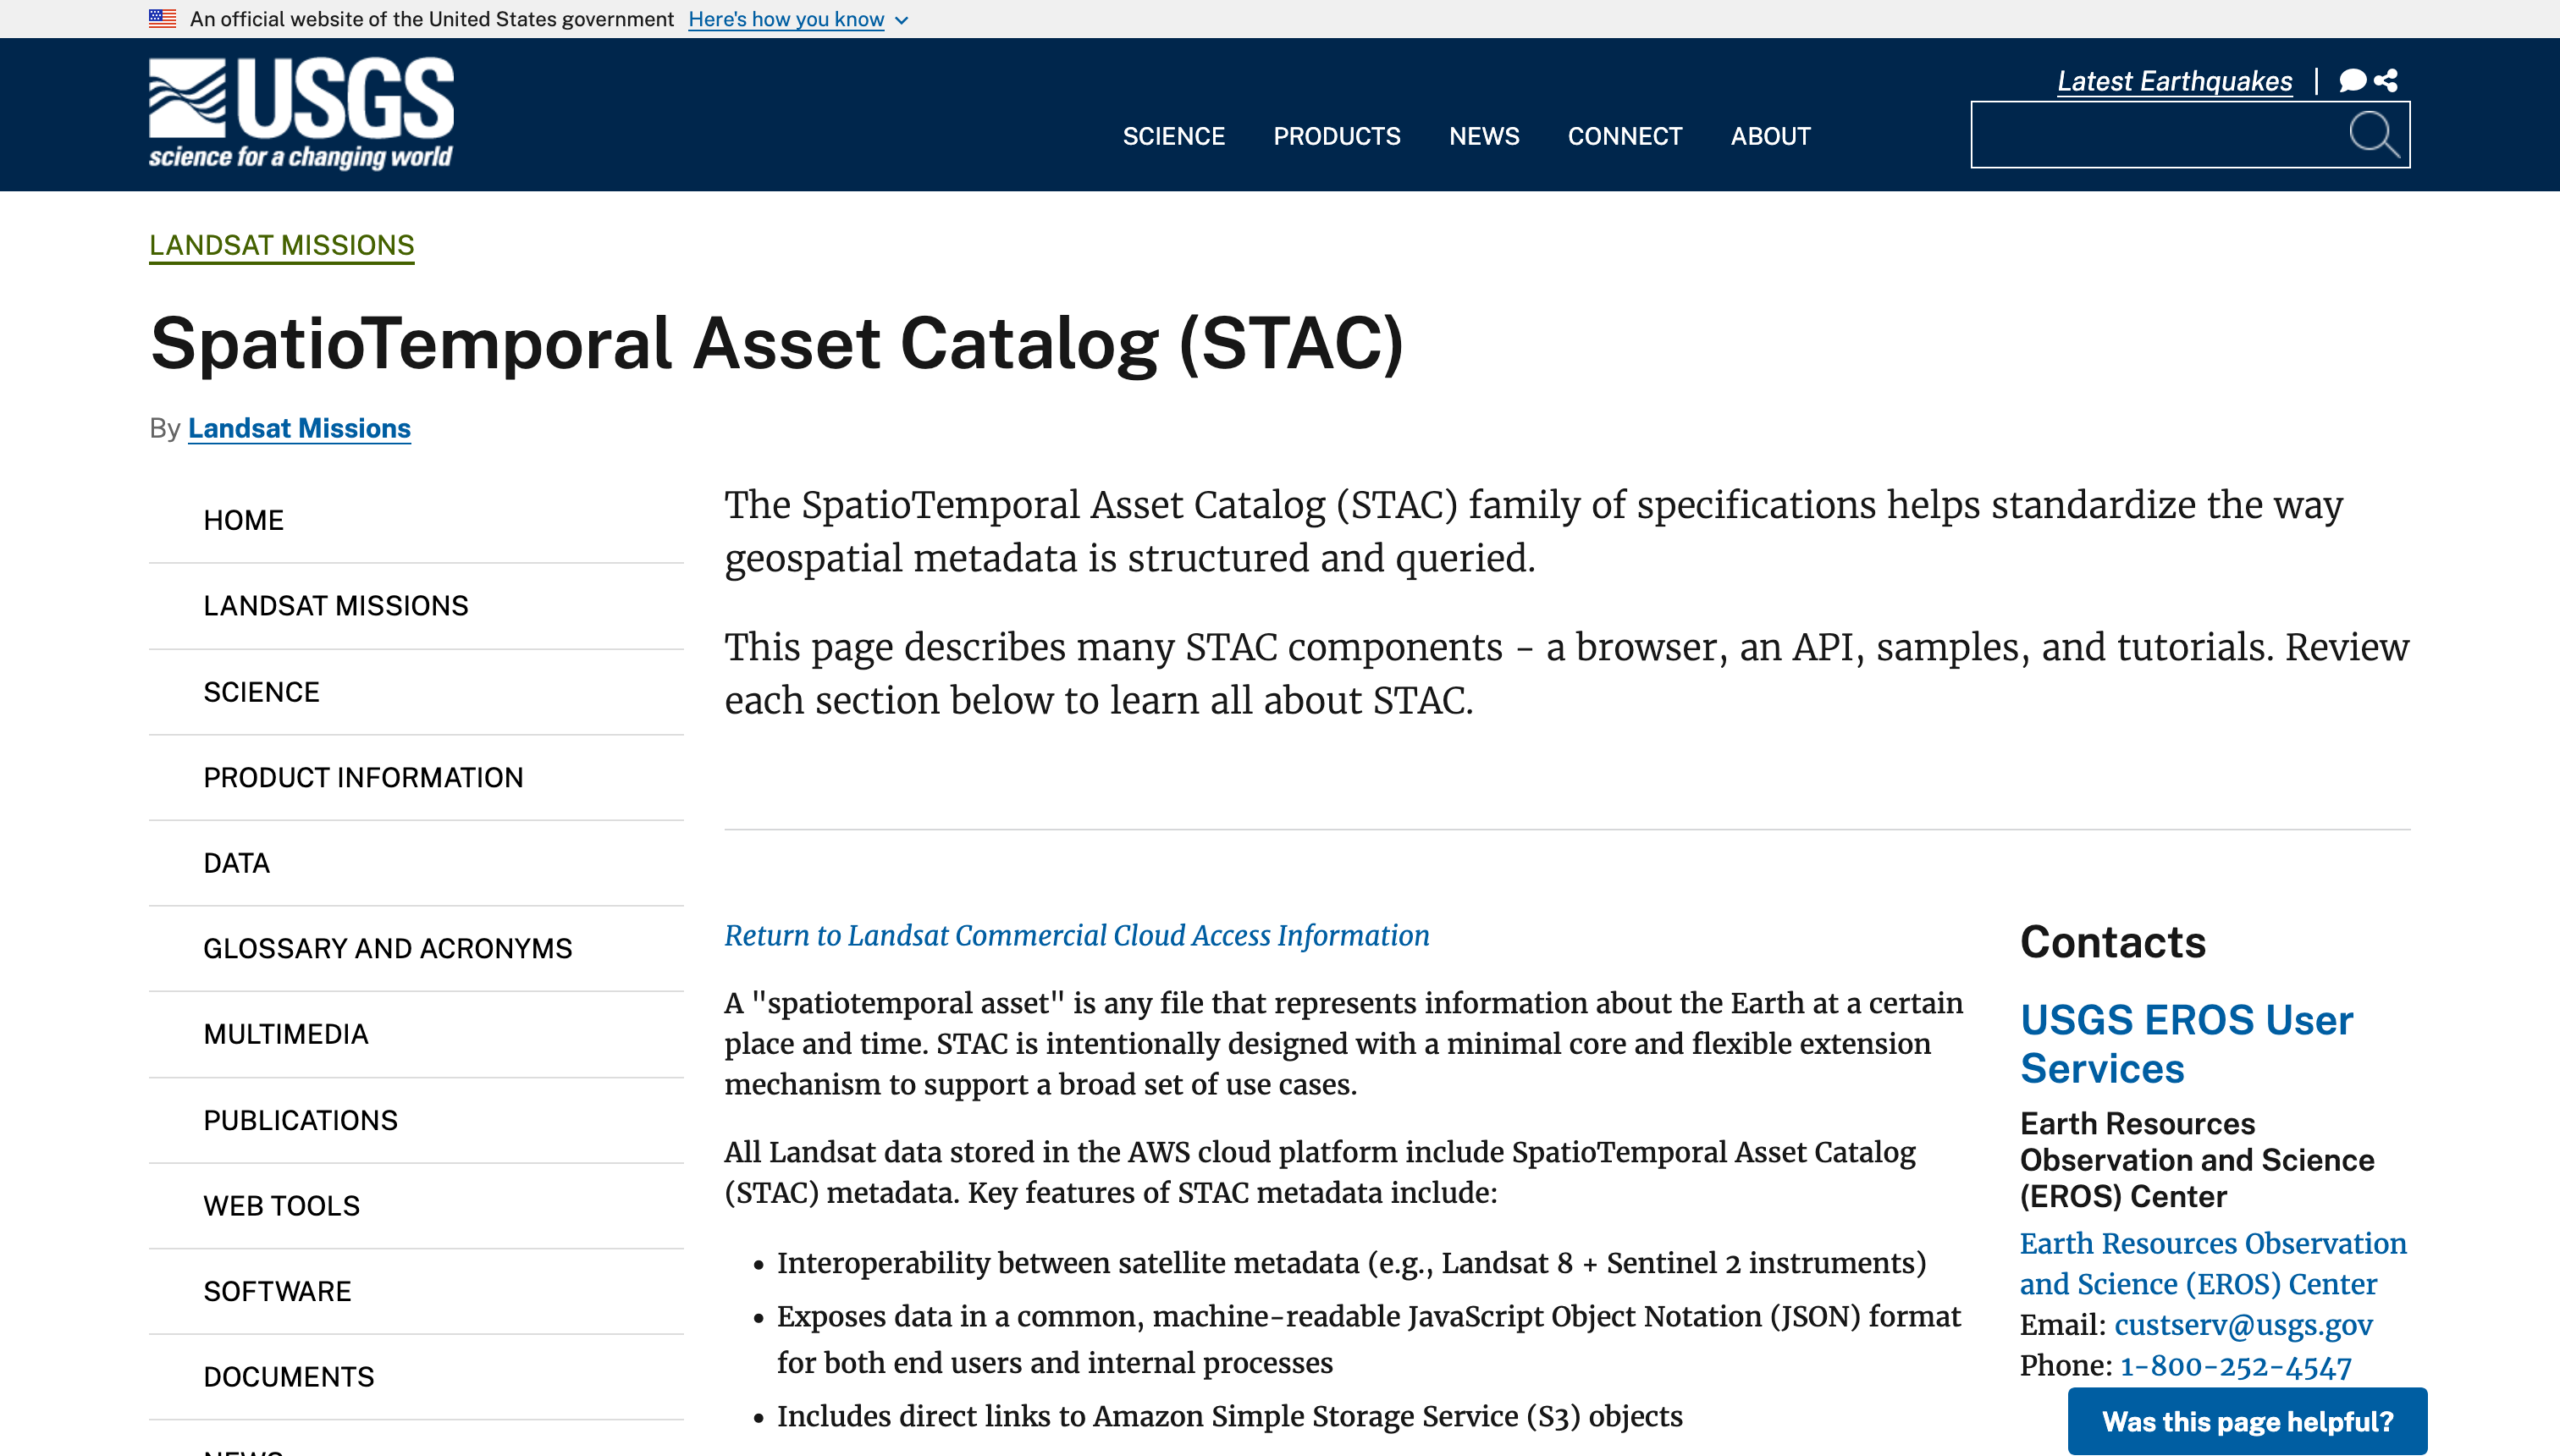 An official website of the United States government Here's how you know
USGS
science for a changing world
Latest Earthquakes |
SCIENCE PRODUCTS NEWS CONNECT ABOUT
LANDSAT MISSIONS
SpatioTemporal Asset Catalog (STAC)
By Landsat Missions
HOME
LANDSAT MISSIONS
SCIENCE
PRODUCT INFORMATION
DATA
GLOSSARY AND ACRONYMS
MULTIMEDIA
PUBLICATIONS
WEB TOOLS
SOFTWARE
DOCUMENTS
NEWS
The SpatioTemporal Asset Catalog (STAC) family of specifications helps standardize the way
geospatial metadata is structured and queried.
This page describes many STAC components - a browser, an API, samples, and tutorials. Review
each section below to learn all about STAC.
Return to Landsat Commercial Cloud Access Information
A "spatiotemporal asset" is any file that represents information about the Earth at a certain
place and time. STAC is intentionally designed with a minimal core and flexible extension
mechanism to support a broad set of use cases.
All Landsat data stored in the AWS cloud platform include SpatioTemporal Asset Catalog
(STAC) metadata. Key features of STAC metadata include:
• Interoperability between satellite metadata (e.g., Landsat 8 + Sentinel 2 instruments)
• Exposes data in a common, machine-readable JavaScript Object Notation (JSON) format
for both end users and internal processes
• Includes direct links to Amazon Simple Storage Service (S3) objects
Contacts
USGS EROS User
Services
Earth Resources
Observation and Science
(EROS) Center
Earth Resources Observation
and Science (EROS) Center
Email: custserv@usgs.gov
Phone: 1-800-252-4547
Was this page helpful?